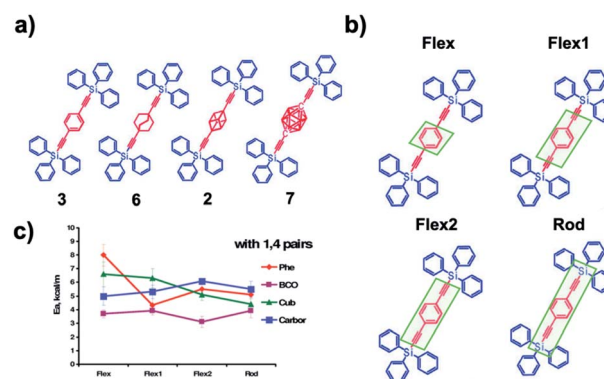 a)
b)
Flex
Flex1
Si
Si
Si
Si
Si
Si
C
C
Si
Si
Si
Si
Si
Si
3
6
2
7
Flex2
Rod
Si
Si
Si
Si
c)
with 1,4 pairs
Ea, kcal/m
10
9
8
7
6
5
4
3
2
1
0
Phe
BCO
Cub
Carbor
Flex
Flex1
Flex2
Rod